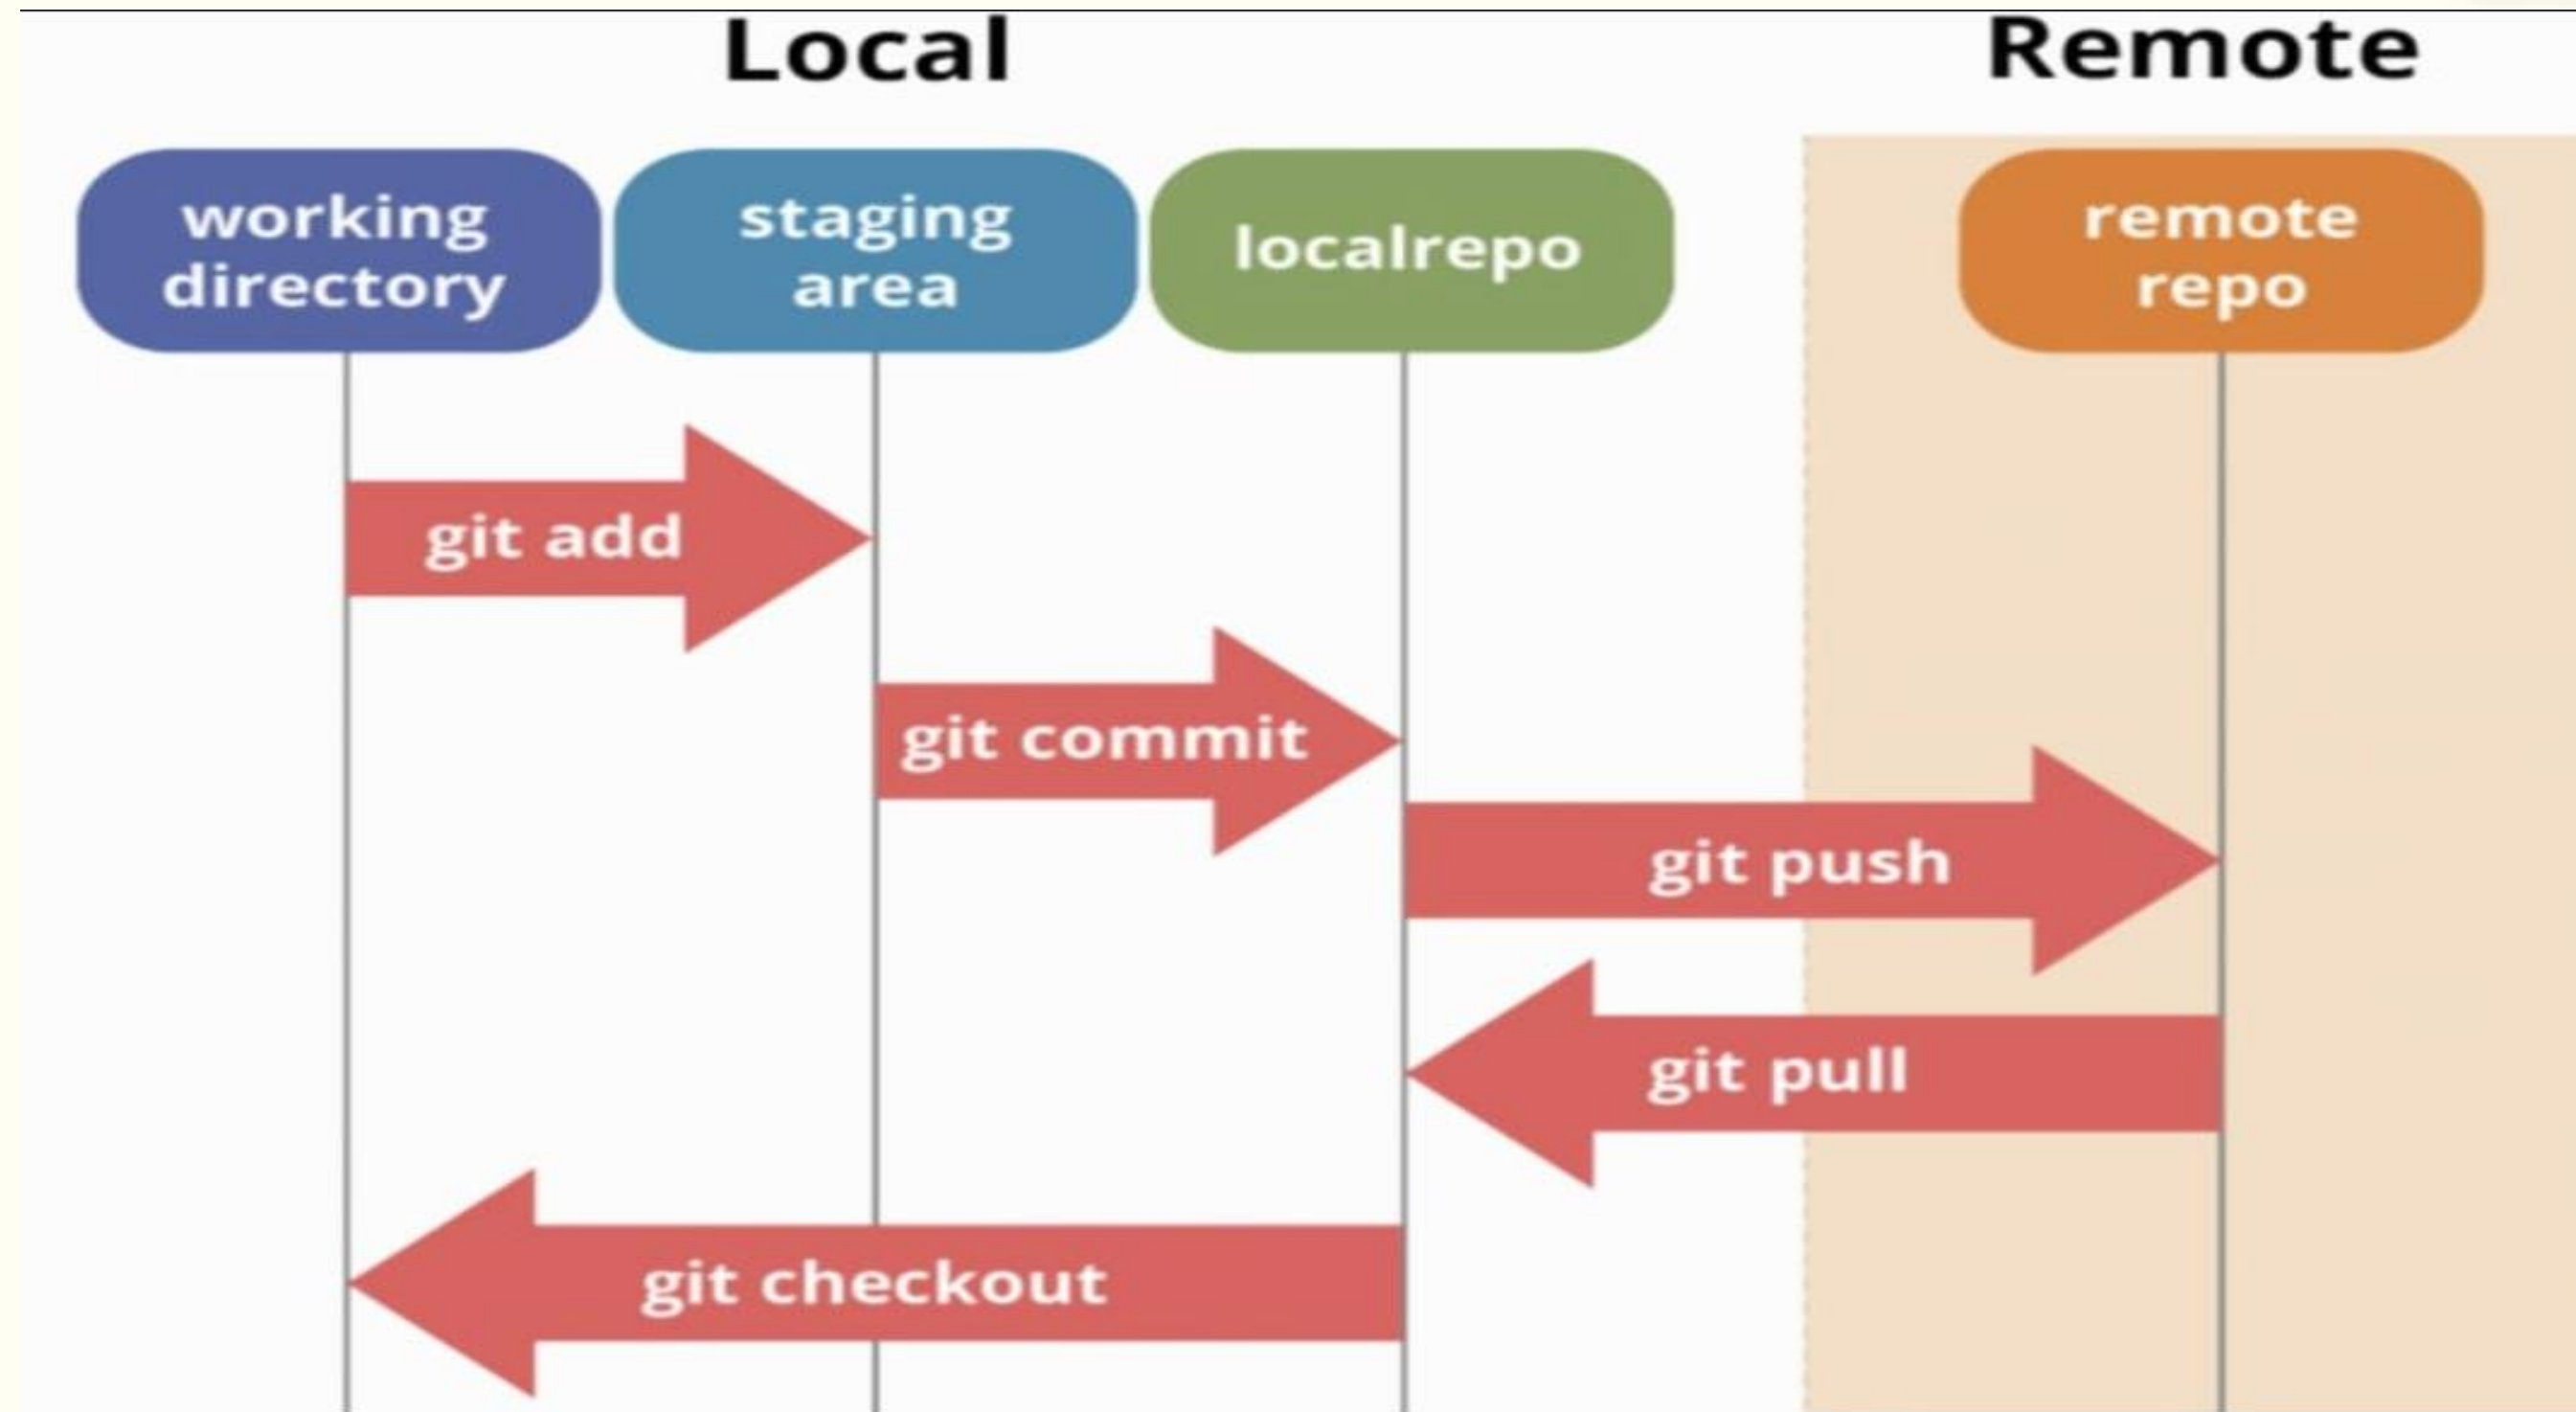 Local
Remote
working
directory
staging
area
localrepo
remote
repo
git add
git commit
git push
git pull
git checkout